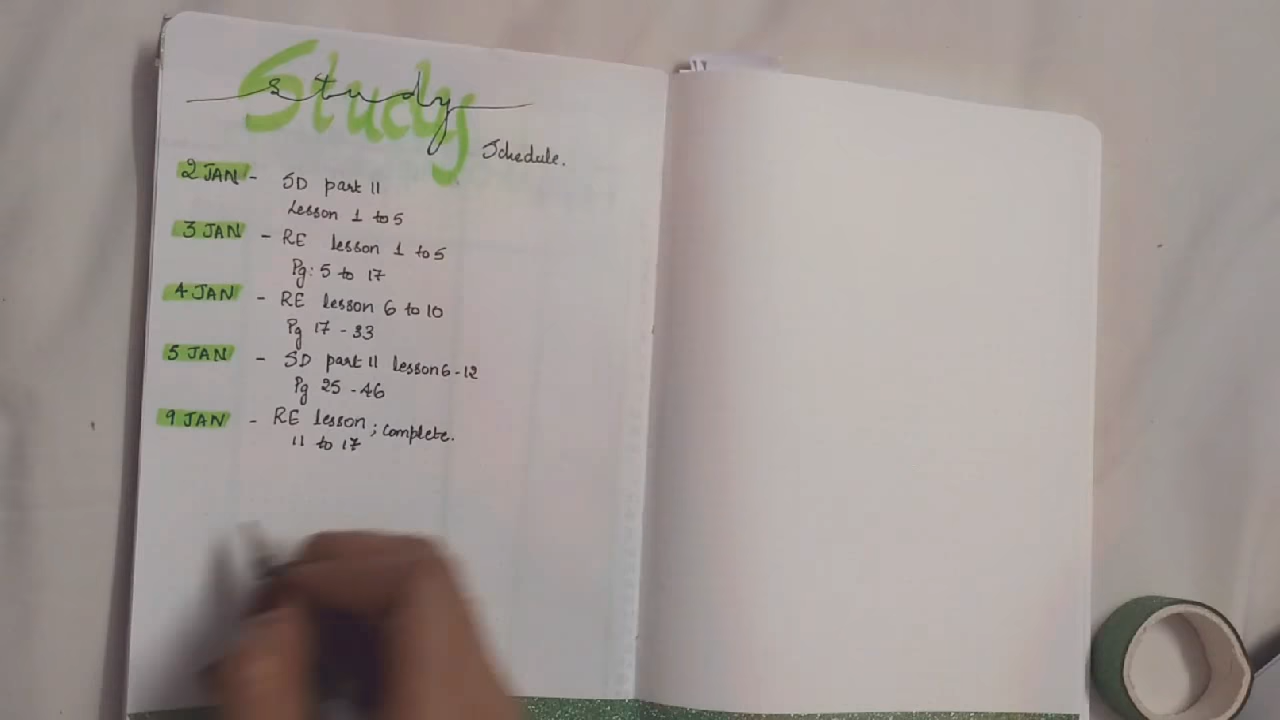 Study
study
Schedule.
2 JAN - SD part II
Lesson 1 to 5
3 JAN - RE lesson 1 to 5
Pg: 5 to 17
4 JAN - RE lesson 6 to 10
Pg 17 - 33
5 JAN - SD part II lesson 6 - 12
Pg 25 - 46
9 JAN - RE lesson ; complete.
11 to 17